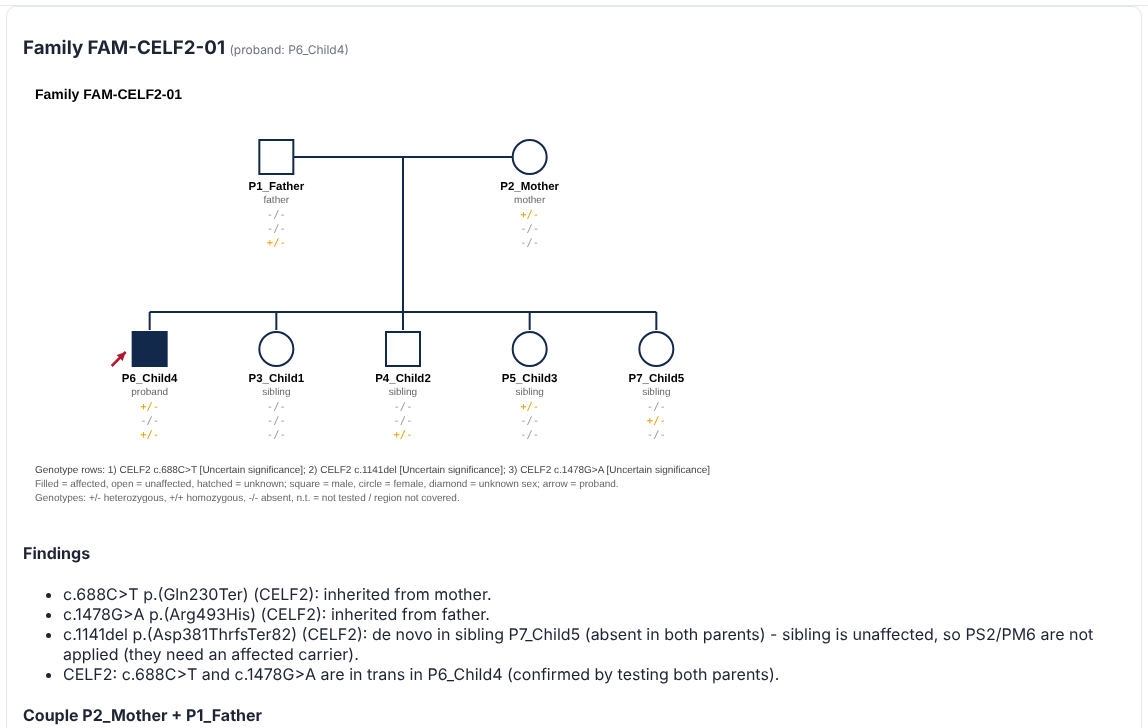 Family FAM-CELF2-01 (proband: P6_Child4)
Family FAM-CELF2-01
P1_Father P2_Mother
father mother
-/- +/-
-/- -/-
+/- -/-
P6_Child4 P3_Child1 P4_Child2 P5_Child3 P7_Child5
proband sibling sibling sibling sibling
+/- -/- -/- +/- -/-
-/- -/- -/- -/- +/-
+/- -/- +/- -/- -/-
Genotype rows: 1) CELF2 c.688C>T [Uncertain significance]; 2) CELF2 c.1141del [Uncertain significance]; 3) CELF2 c.1478G>A [Uncertain significance]
Filled = affected, open = unaffected, hatched = unknown; square = male, circle = female, diamond = unknown sex; arrow = proband.
Genotypes: +/- heterozygous, +/+ homozygous, -/- absent, n.t. = not tested / region not covered.
Findings
• c.688C>T p.(Gln230Ter) (CELF2): inherited from mother.
• c.1478G>A p.(Arg493His) (CELF2): inherited from father.
• c.1141del p.(Asp381ThrfsTer82) (CELF2): de novo in sibling P7_Child5 (absent in both parents) - sibling is unaffected, so PS2/PM6 are not
applied (they need an affected carrier).
• CELF2: c.688C>T and c.1478G>A are in trans in P6_Child4 (confirmed by testing both parents).
Couple P2_Mother + P1_Father